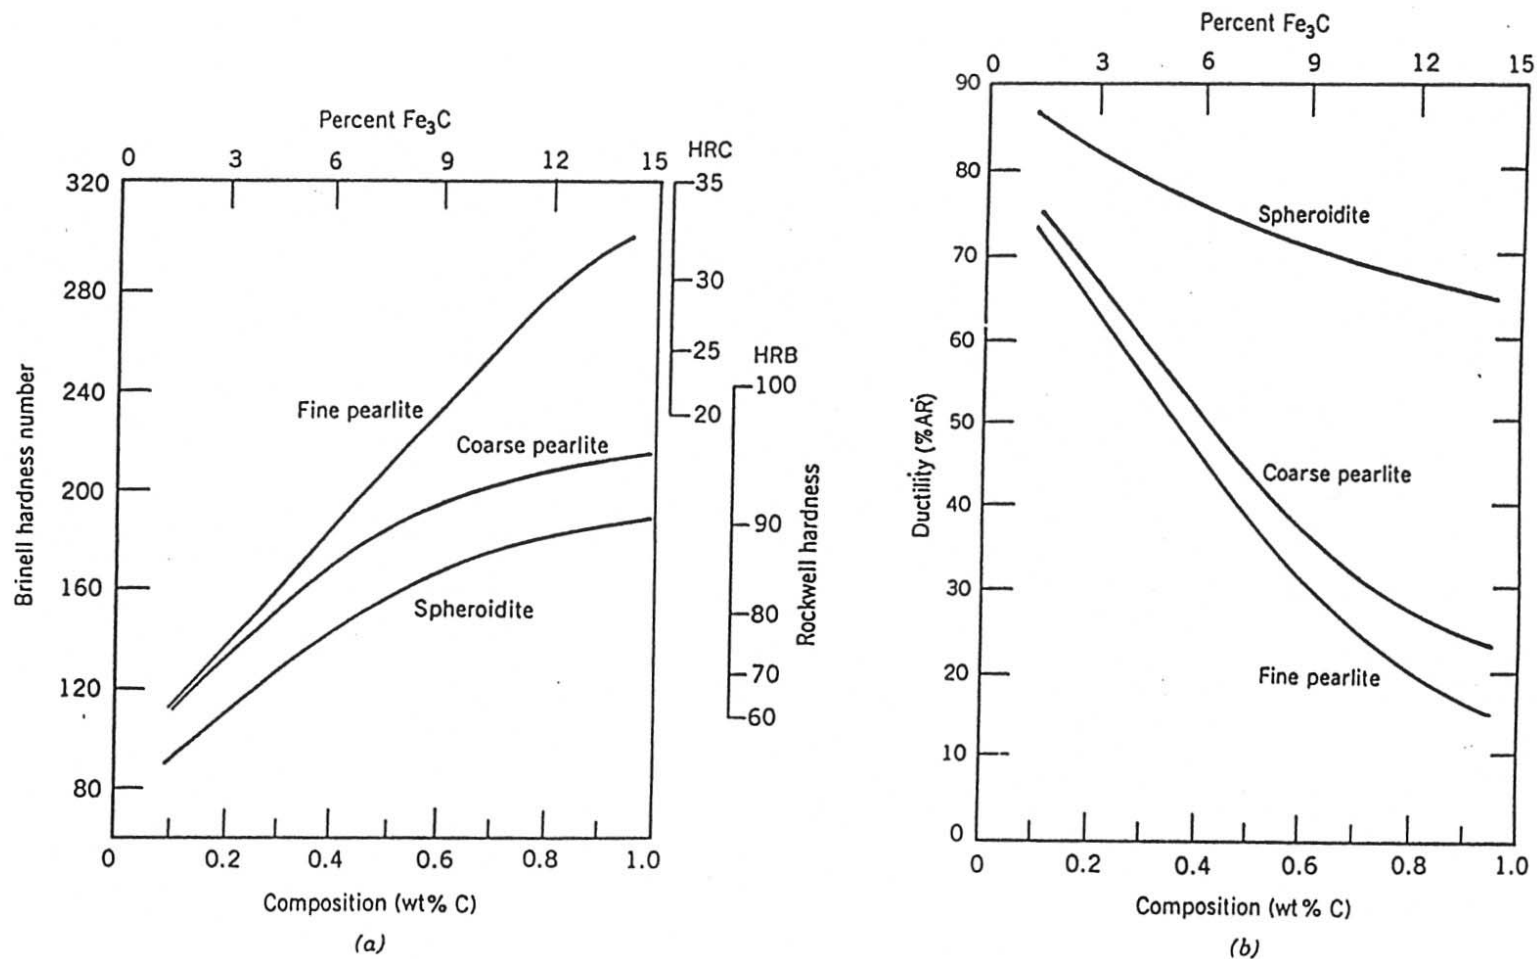 Percent Fe₃C
0 3 6 9 12 15
HRC
35
30
25
20
HRB
100
90
80
70
60
Rockwell hardness
320
280
240
200
160
120
80
Brinell hardness number
Fine pearlite
Coarse pearlite
Spheroidite
0 0.2 0.4 0.6 0.8 1.0
Composition (wt% C)
(a)
Percent Fe₃C
0 3 6 9 12 15
90
80
70
60
50
40
30
20
10
0
Ductility (%AR)
Spheroidite
Coarse pearlite
Fine pearlite
0 0.2 0.4 0.6 0.8 1.0
Composition (wt% C)
(b)